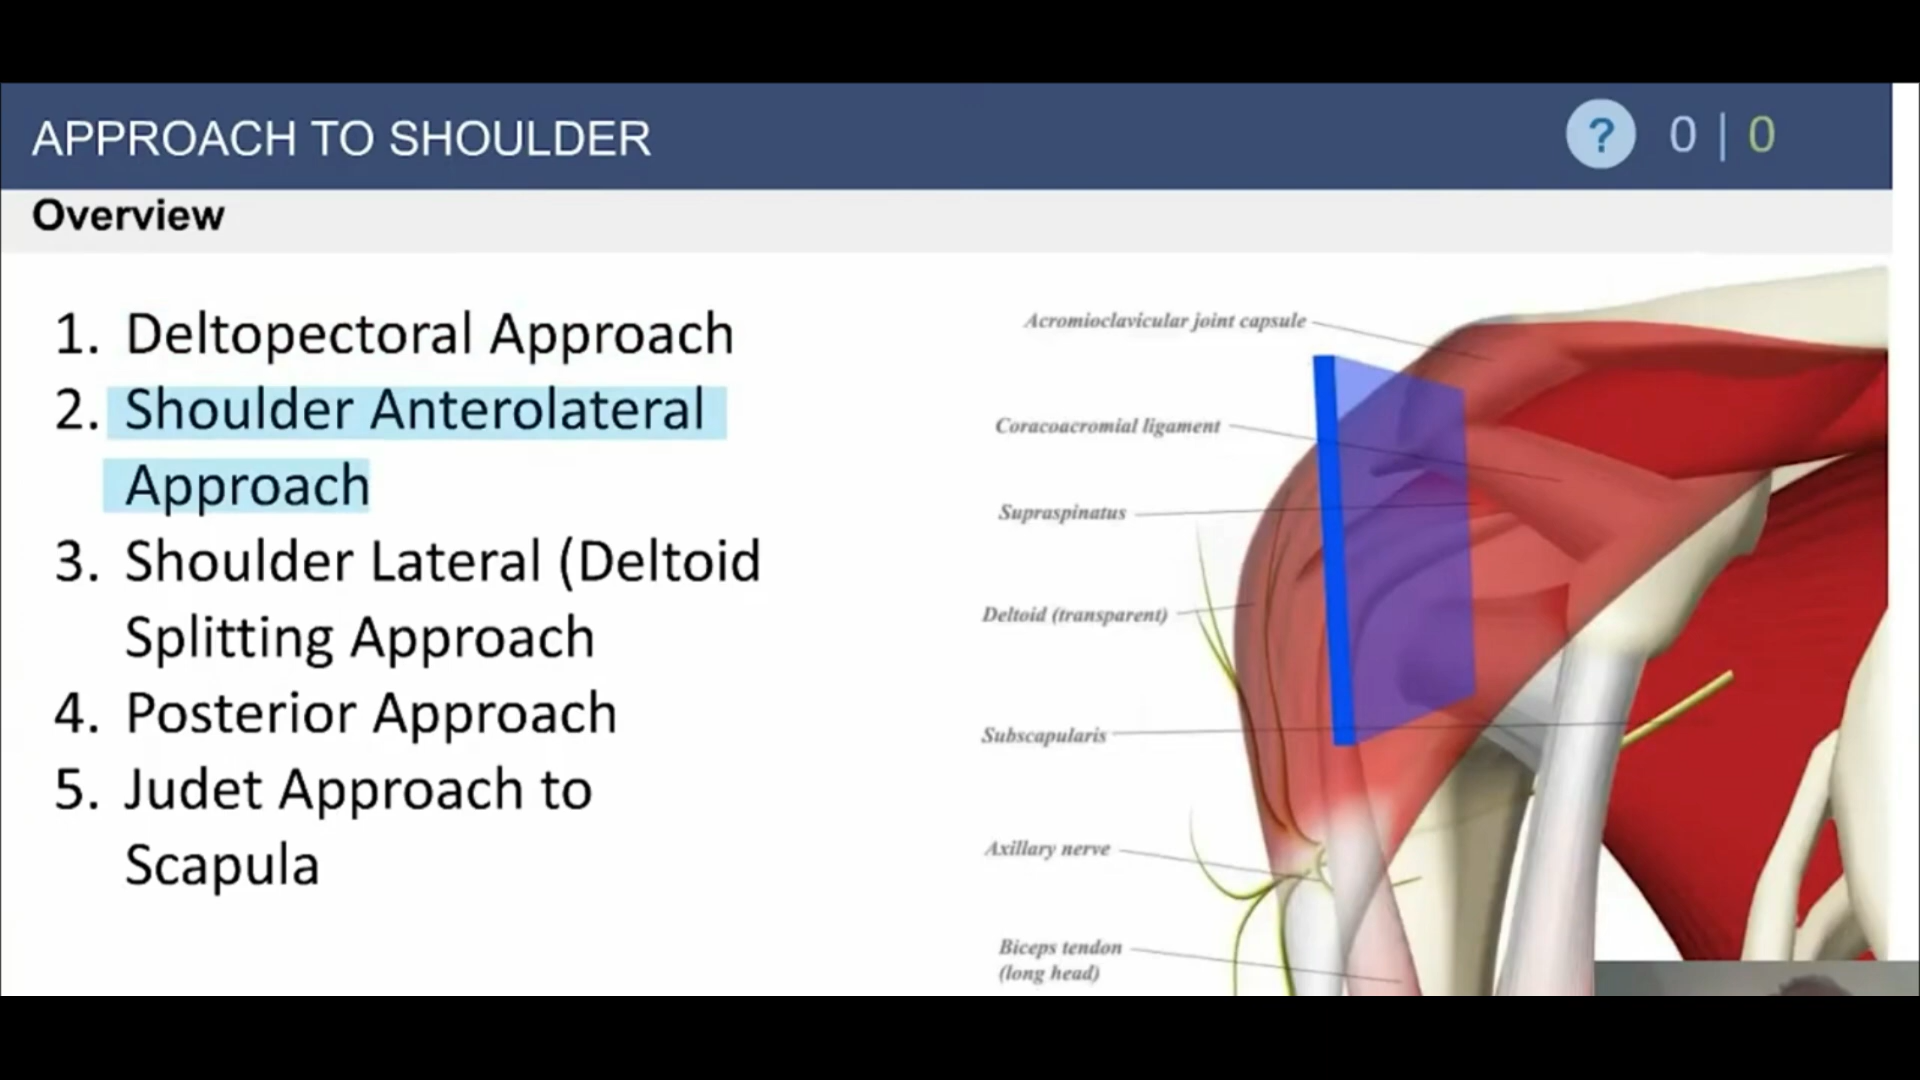 APPROACH TO SHOULDER
? 0 | 0
Overview
1. Deltopectoral Approach
2. Shoulder Anterolateral
Approach
3. Shoulder Lateral (Deltoid
Splitting Approach
4. Posterior Approach
5. Judet Approach to
Scapula
Acromioclavicular joint capsule
Coracoacromial ligament
Supraspinatus
Deltoid (transparent)
Subscapularis
Axillary nerve
Biceps tendon
(long head)